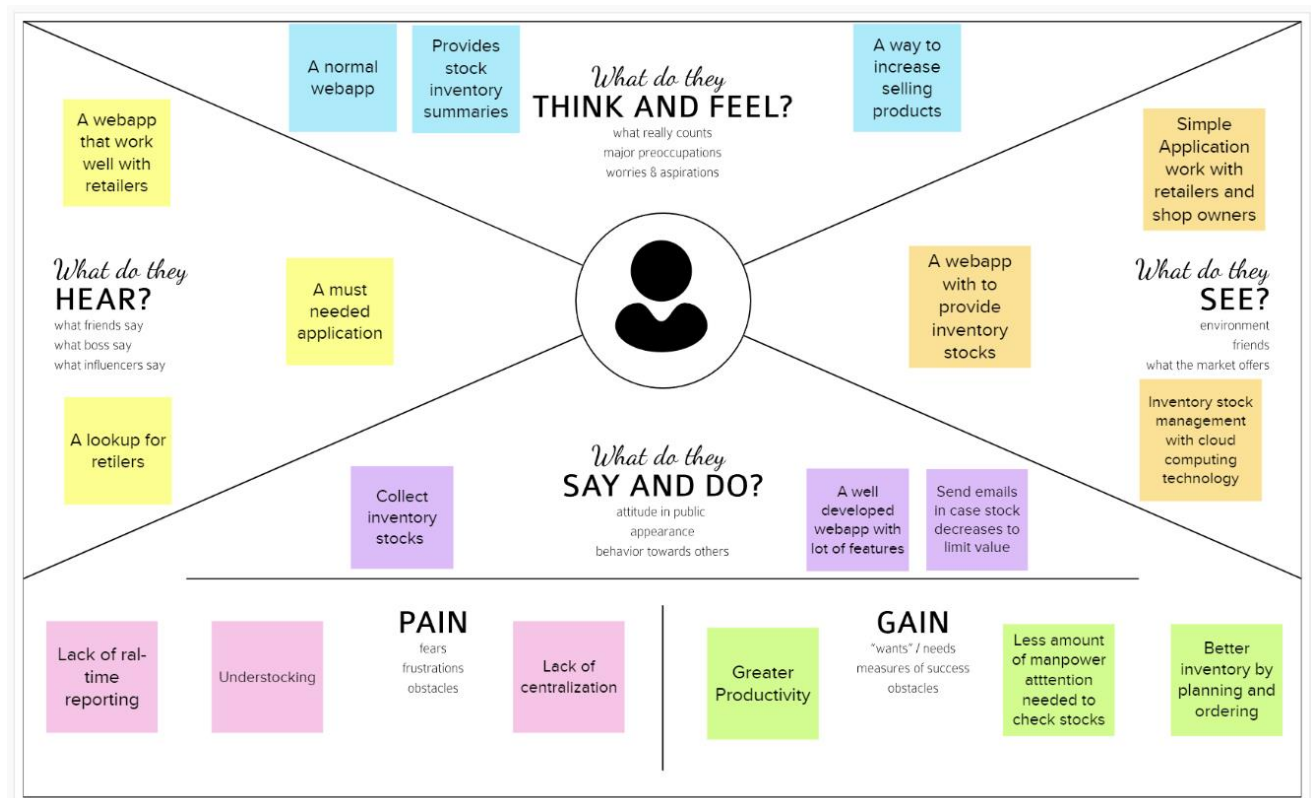 A normal
webapp
Provides
stock
inventory
summaries
What do they
THINK AND FEEL?
what really counts
major preoccupations
worries & aspirations
A way to
increase
selling
products
A webapp
that work
well with
retailers
What do they
HEAR?
what friends say
what boss say
what influencers say
A must
needed
application
A lookup for
retilers
Simple
Application
work with
retailers and
shop owners
A webapp
with to
provide
inventory
stocks
What do they
SEE?
environment
friends
what the market offers
Inventory stock
management
with cloud
computing
technology
What do they
SAY AND DO?
attitude in public
appearance
behavior towards others
Collect
inventory
stocks
A well
developed
webapp with
lot of features
Send emails
in case stock
decreases to
limit value
PAIN
fears
frustrations
obstacles
Lack of ral-
time
reporting
Understocking
Lack of
centralization
GAIN
"wants" / needs
measures of success
obstacles
Greater
Productivity
Less amount
of manpower
atttention
needed to
check stocks
Better
inventory by
planning and
ordering